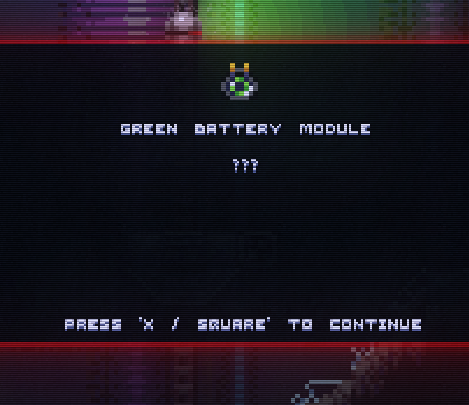 GREEN BATTERY MODULE
???
PRESS 'X / SQUARE' TO CONTINUE